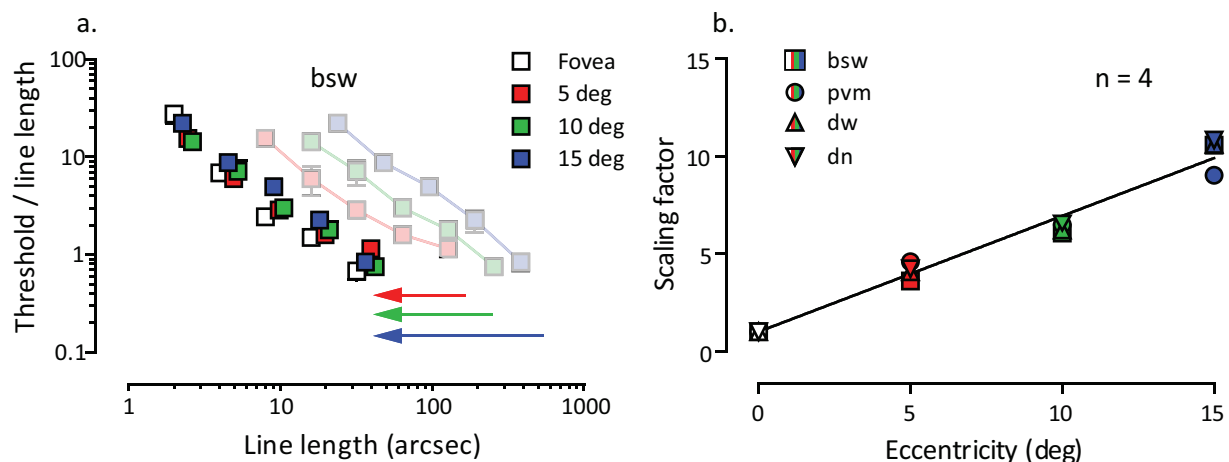 a.
Threshold / line length
100
10
1
0.1
bsw
Fovea
5 deg
10 deg
15 deg
1
10
100
1000
Line length (arcsec)
b.
Scaling factor
15
10
5
0
bsw
pvm
dw
dn
n = 4
0
5
10
15
Eccentricity (deg)